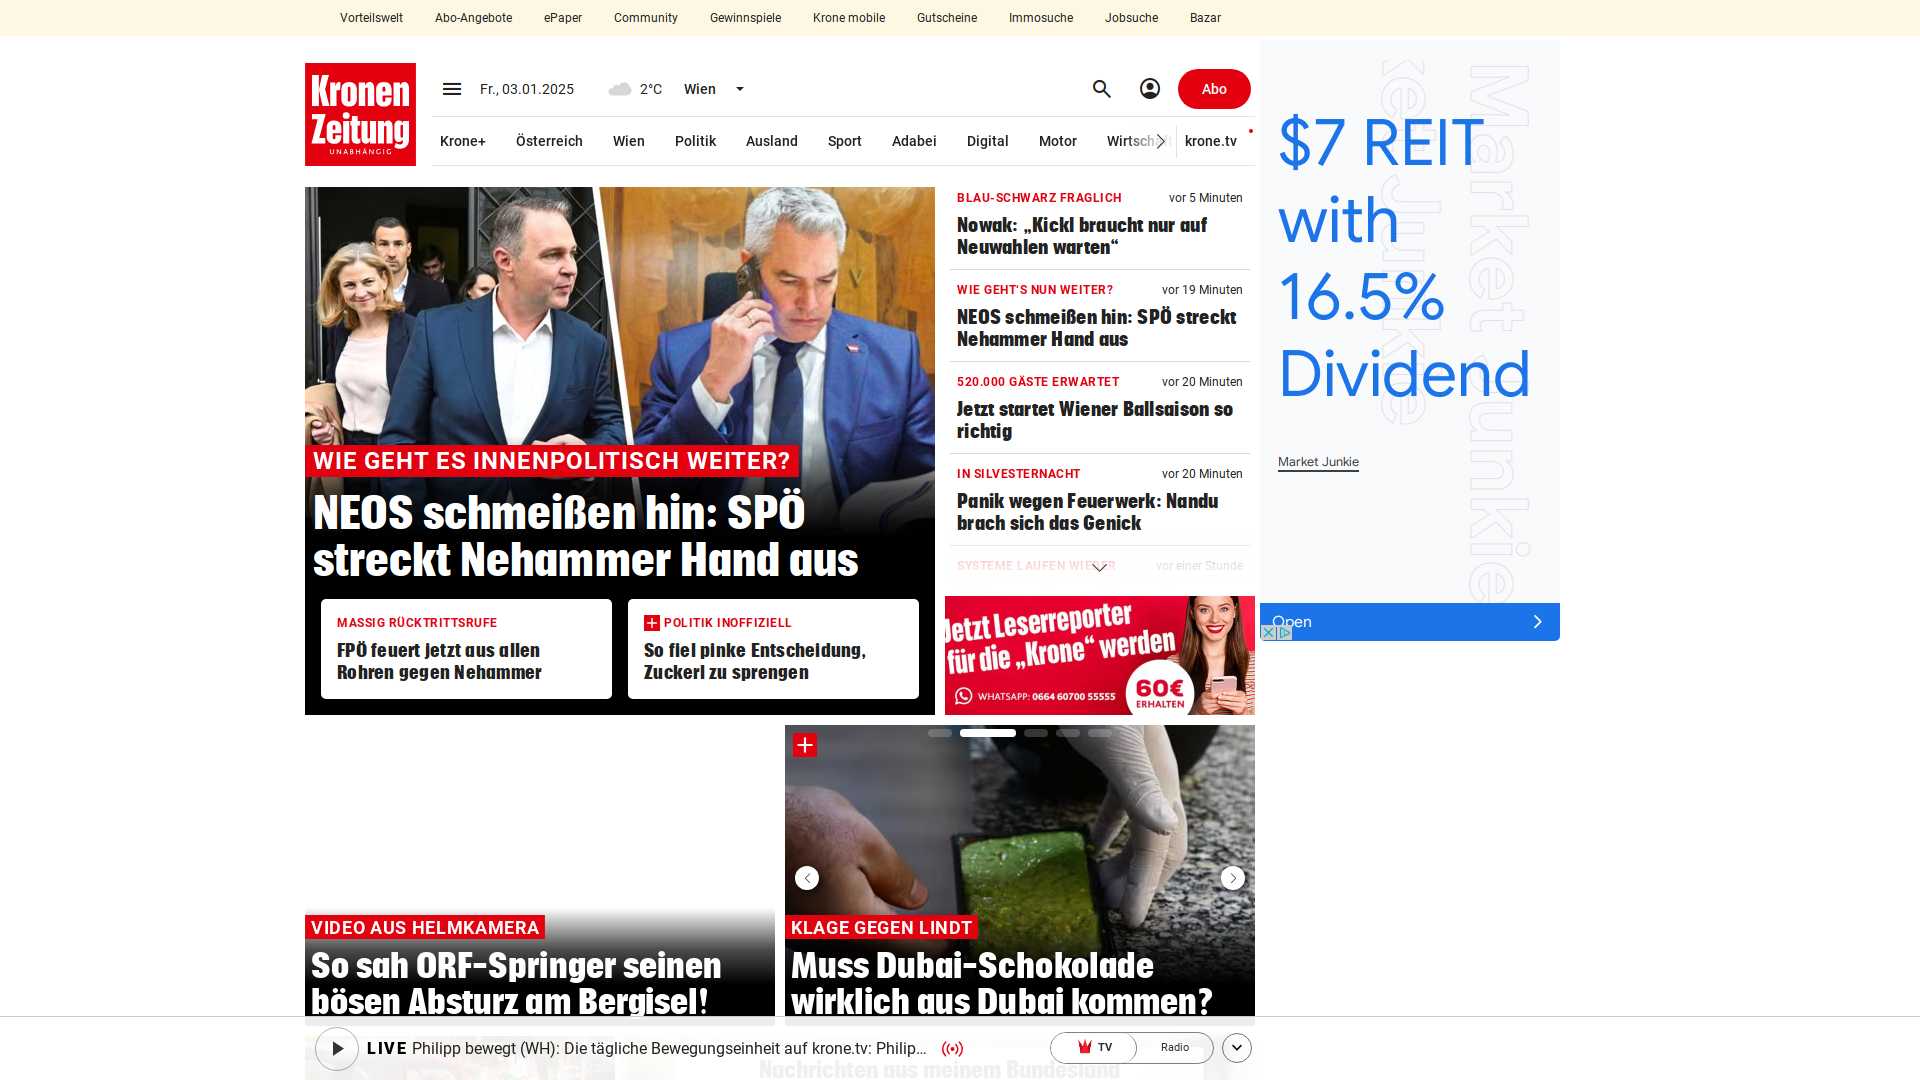 Vorteilswelt
Abo-Angebote
ePaper
Community
Gewinnspiele
Krone mobile
Gutscheine
Immosuche
Jobsuche
Bazar
Kronen
Zeitung
UNABHÄNGIG
Fr., 03.01.2025
2°C
Wien
Abo
Krone+
Österreich
Wien
Politik
Ausland
Sport
Adabei
Digital
Motor
Wirtschaft
krone.tv
WIE GEHT ES INNENPOLITISCH WEITER?
NEOS schmeißen hin: SPÖ
streckt Nehammer Hand aus
MASSIG RÜCKTRITTSRUFE
FPÖ feuert jetzt aus allen
Rohren gegen Nehammer
POLITIK INOFFIZIELL
So fiel pinke Entscheidung,
Zuckerl zu sprengen
BLAU-SCHWARZ FRAGLICH
vor 5 Minuten
Nowak: „Kickl braucht nur auf
Neuwahlen warten“
WIE GEHT'S NUN WEITER?
vor 19 Minuten
NEOS schmeißen hin: SPÖ streckt
Nehammer Hand aus
520.000 GÄSTE ERWARTET
vor 20 Minuten
Jetzt startet Wiener Ballsaison so
richtig
IN SILVESTERNACHT
vor 20 Minuten
Panik wegen Feuerwerk: Nandu
brach sich das Genick
SYSTEME LAUFEN WIEDER
vor einer Stunde
Jetzt Leserreporter
für die „Krone“ werden
WHATSAPP: 0664 60700 55555
60€
ERHALTEN
$7 REIT
with
16.5%
Dividend
Market Junkie
Market Junkie
Open
VIDEO AUS HELMKAMERA
So sah ORF-Springer seinen
bösen Absturz am Bergisel!
KLAGE GEGEN LINDT
Muss Dubai-Schokolade
wirklich aus Dubai kommen?
LIVE Philipp bewegt (WH): Die tägliche Bewegungseinheit auf krone.tv: Philip...
TV
Radio
Nachrichten aus meinem Bundesland